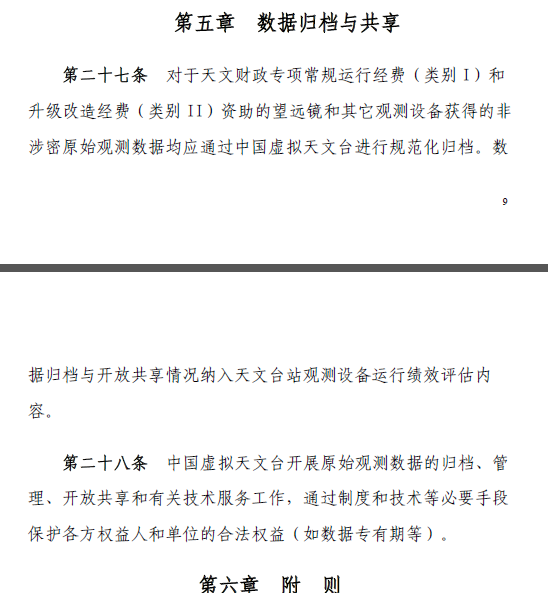 第五章 数据归档与共享
第二十七条 对于天文财政专项常规运行经费（类别 I）和
升级改造经费（类别 II）资助的望远镜和其它观测设备获得的非
涉密原始观测数据均应通过中国虚拟天文台进行规范化归档。数
9
据归档与开放共享情况纳入天文台站观测设备运行绩效评估内
容。
第二十八条 中国虚拟天文台开展原始观测数据的归档、管
理、开放共享和有关技术服务工作，通过制度和技术等必要手段
保护各方权益人和单位的合法权益（如数据专有期等）。
第六章 附 则